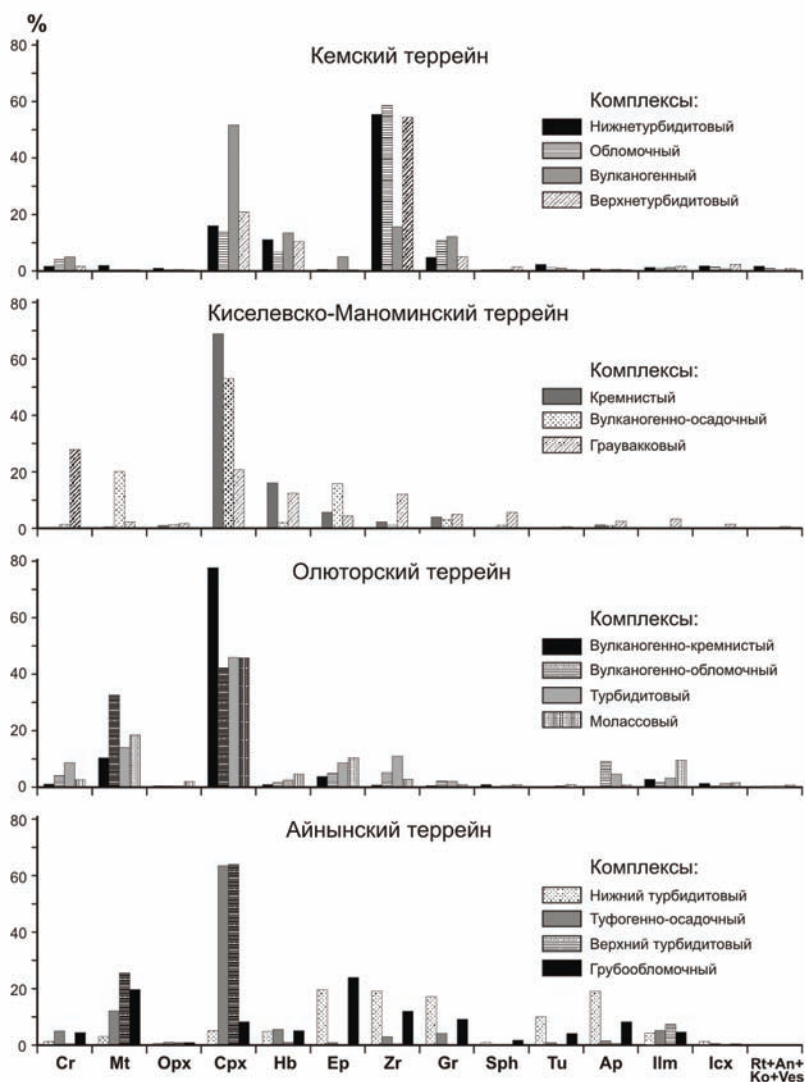 %
80
60
40
20
0
Кемский террейн
Комплексы:
Нижнетурбидитовый
Обломочный
Вулканогенный
Верхнетурбидитовый
80
60
40
20
0
Киселевско-Маноминский террейн
Комплексы:
Кремнистый
Вулканогенно-осадочный
Граувакковый
80
60
40
20
0
Олюторский террейн
Комплексы:
Вулканогенно-кремнистый
Вулканогенно-обломочный
Турбидитовый
Молассовый
80
60
40
20
0
Айнынский террейн
Комплексы:
Нижний турбидитовый
Туфогенно-осадочный
Верхний турбидитовый
Грубообломочный
Cr Mt Opx Cpx Hb Ep Zr Gr Sph Tu Ap Ilm Icx Rt+An+
Ko+Ves